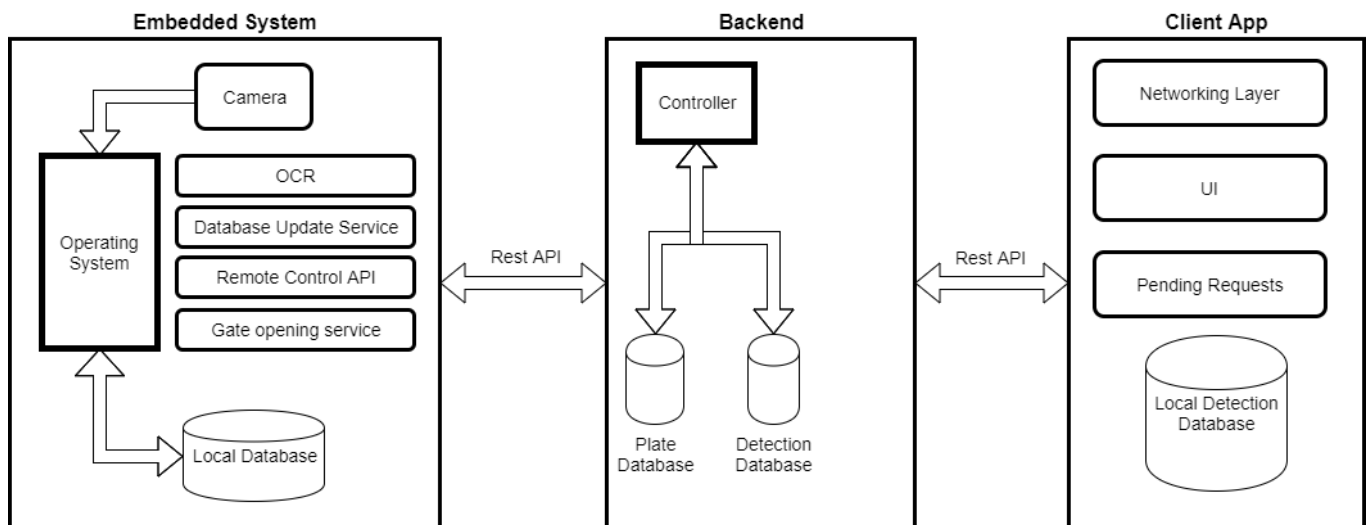 Embedded System
Camera
Operating
System
OCR
Database Update Service
Remote Control API
Gate opening service
Local Database
Rest API
Backend
Controller
Plate
Database
Detection
Database
Rest API
Client App
Networking Layer
UI
Pending Requests
Local Detection
Database